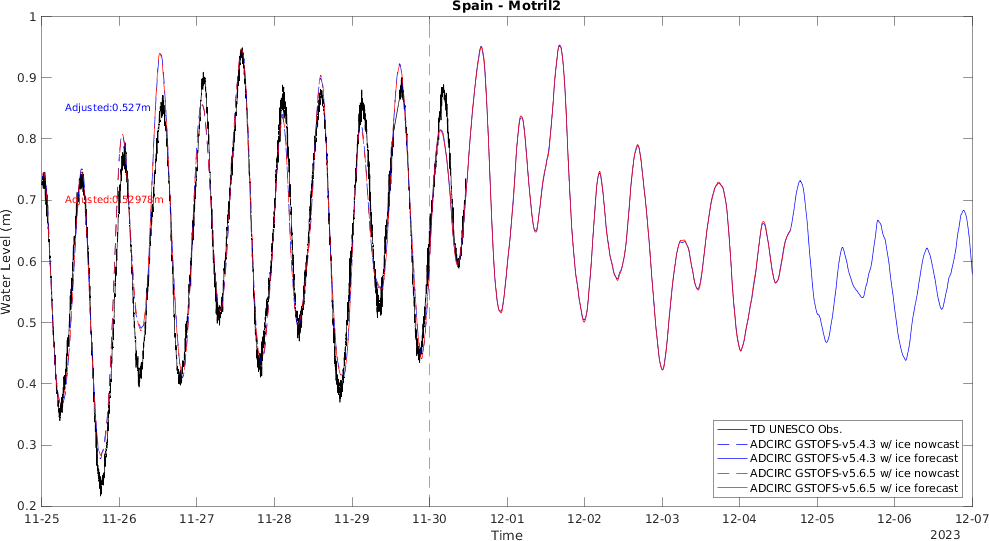 Spain - Motril2
1
0.9
0.8
0.7
0.6
0.5
0.4
0.3
0.2
Water Level (m)
Adjusted:0.527m
Adjusted:0.52978m
TD UNESCO Obs.
ADCIRC GSTOFS-v5.4.3 w/ ice nowcast
ADCIRC GSTOFS-v5.4.3 w/ ice forecast
ADCIRC GSTOFS-v5.6.5 w/ ice nowcast
ADCIRC GSTOFS-v5.6.5 w/ ice forecast
11-25 11-26 11-27 11-28 11-29 11-30 12-01 12-02 12-03 12-04 12-05 12-06 12-07
Time
2023